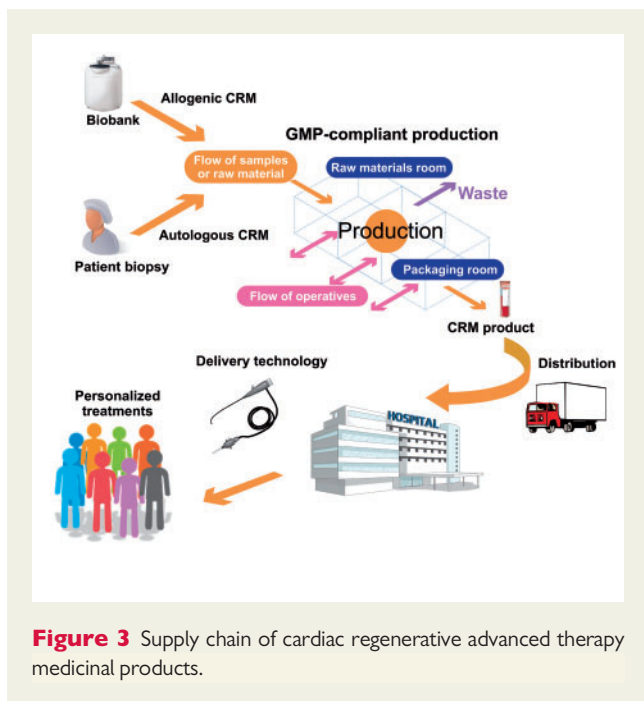 Allogenic CRM
Biobank
GMP-compliant production
Flow of samples
or raw material
Raw materials room
Waste
Autologous CRM
Production
Patient biopsy
Packaging room
Flow of operatives
CRM product
Delivery technology
Distribution
Personalized
treatments
HOSPITAL
Figure 3 Supply chain of cardiac regenerative advanced therapy
medicinal products.